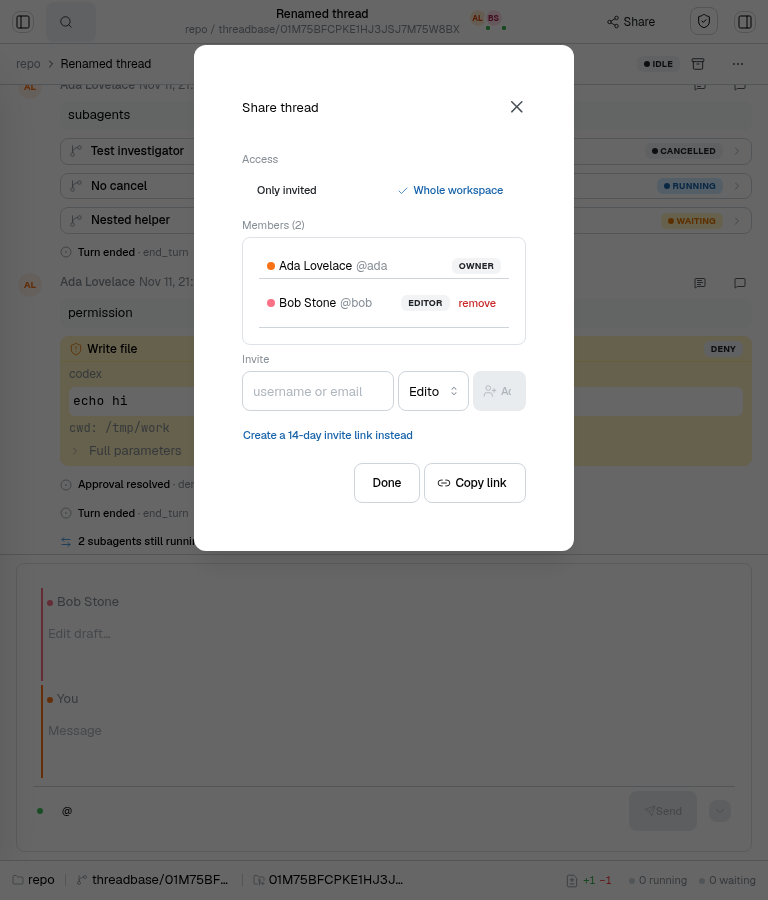 Renamed thread
repo / threadbase/01M75BFCPKE1HJ3JSJ7M75W8BX
AL BS
Share
repo > Renamed thread
IDLE
AL Ada Lovelace Nov 11, 21:
subagents
Test investigator
CANCELLED
No cancel
RUNNING
Nested helper
WAITING
Turn ended · end_turn
AL Ada Lovelace Nov 11, 21:
permission
Write file
DENY
codex
echo hi
cwd: /tmp/work
Full parameters
Approval resolved · den
Turn ended · end_turn
2 subagents still runnin
Share thread
Access
Only invited
Whole workspace
Members (2)
Ada Lovelace @ada OWNER
Bob Stone @bob EDITOR remove
Invite
username or email
Edito
Ac
Create a 14-day invite link instead
Done
Copy link
Bob Stone
Edit draft…
You
Message
@
Send
repo
threadbase/01M75BF…
01M75BFCPKE1HJ3J…
+1 −1
0 running
0 waiting